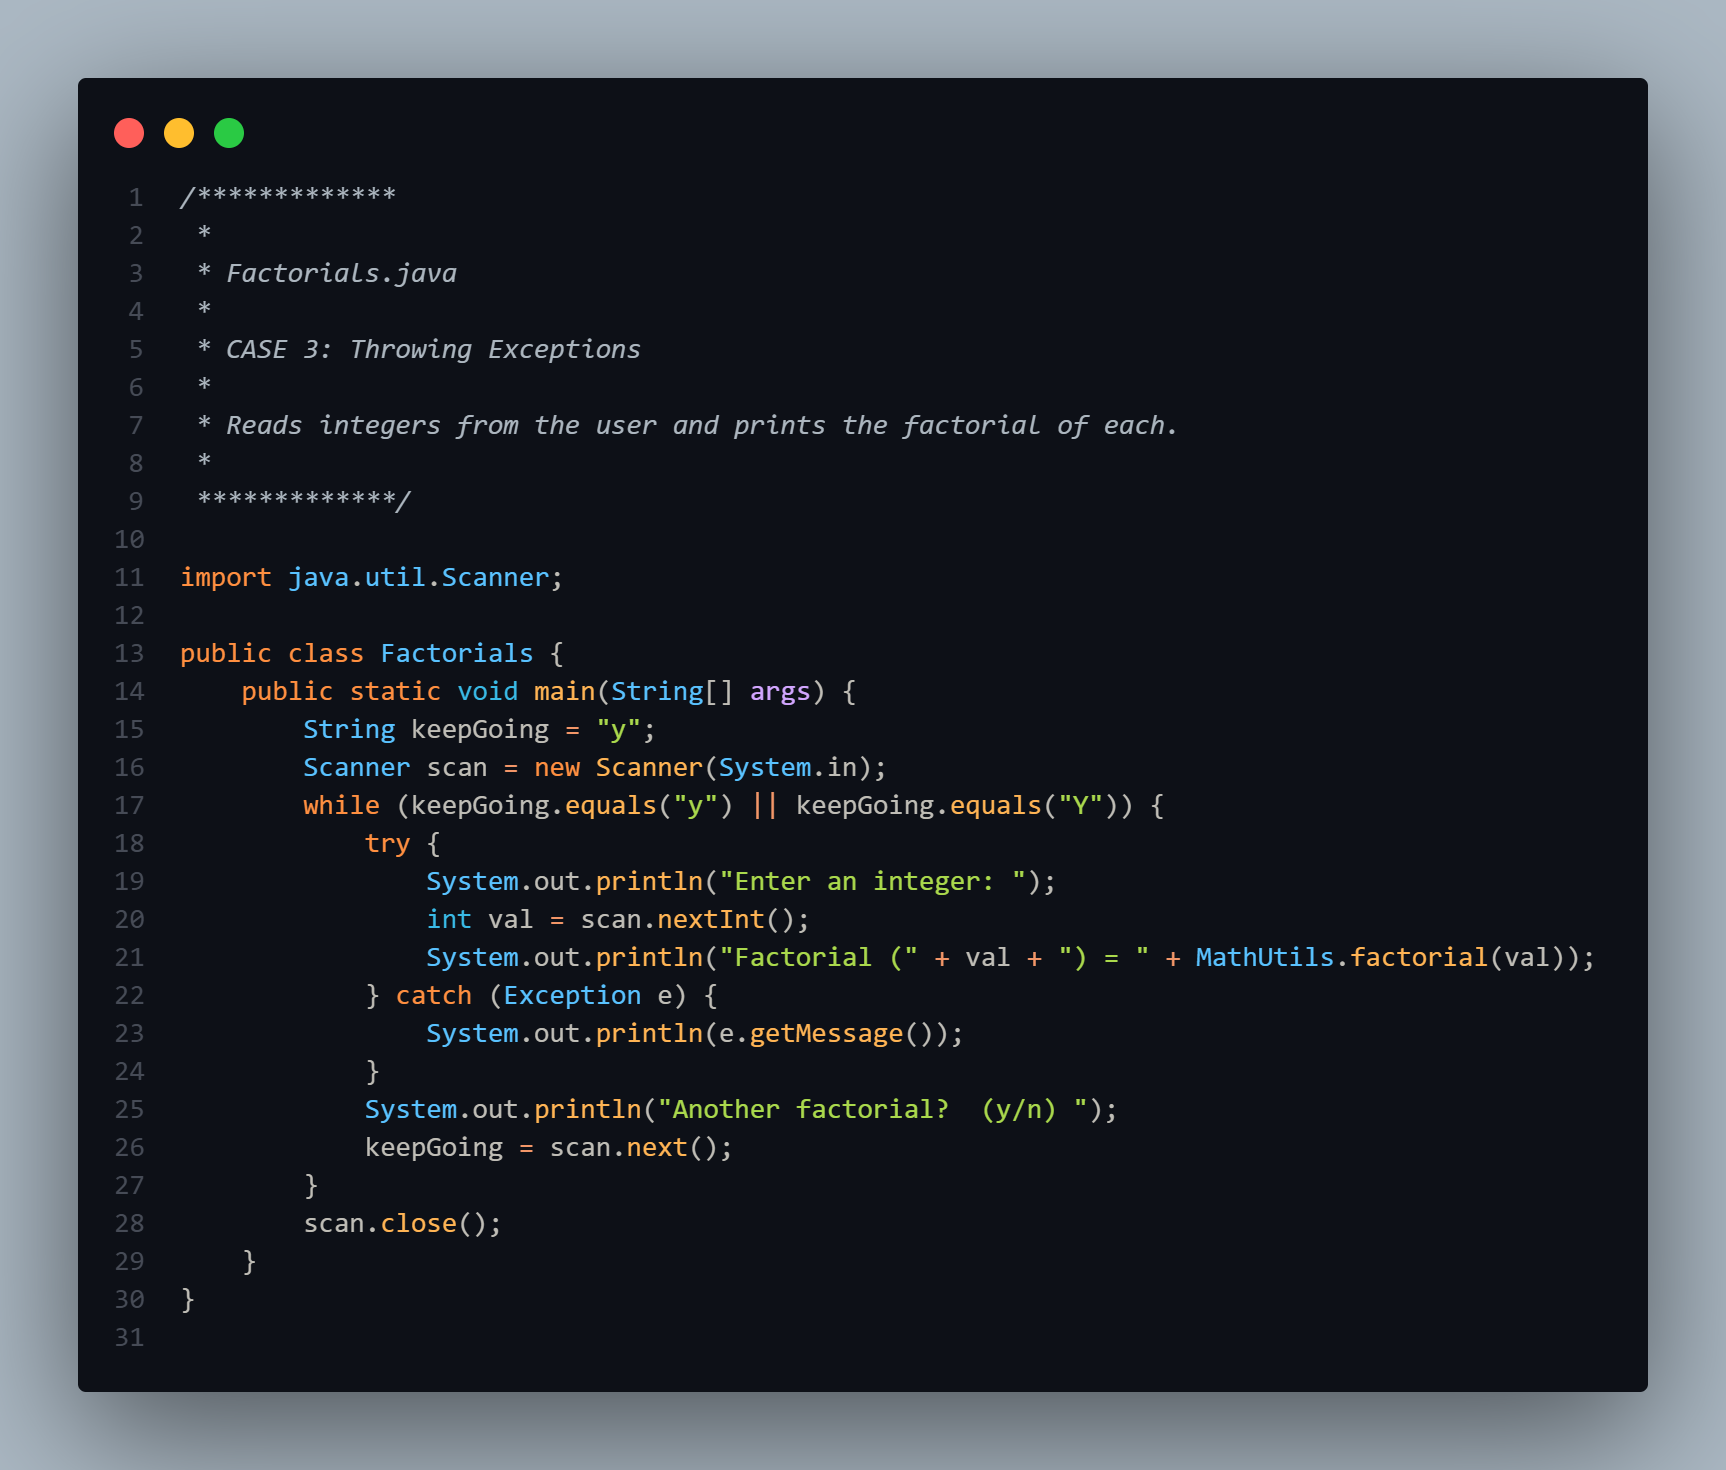 1 /*************
2  *
3  * Factorials.java
4  *
5  * CASE 3: Throwing Exceptions
6  *
7  * Reads integers from the user and prints the factorial of each.
8  *
9  *************/
10
11 import java.util.Scanner;
12
13 public class Factorials {
14     public static void main(String[] args) {
15         String keepGoing = "y";
16         Scanner scan = new Scanner(System.in);
17         while (keepGoing.equals("y") || keepGoing.equals("Y")) {
18             try {
19                 System.out.println("Enter an integer: ");
20                 int val = scan.nextInt();
21                 System.out.println("Factorial (" + val + ") = " + MathUtils.factorial(val));
22             } catch (Exception e) {
23                 System.out.println(e.getMessage());
24             }
25             System.out.println("Another factorial?  (y/n) ");
26             keepGoing = scan.next();
27         }
28         scan.close();
29     }
30 }
31